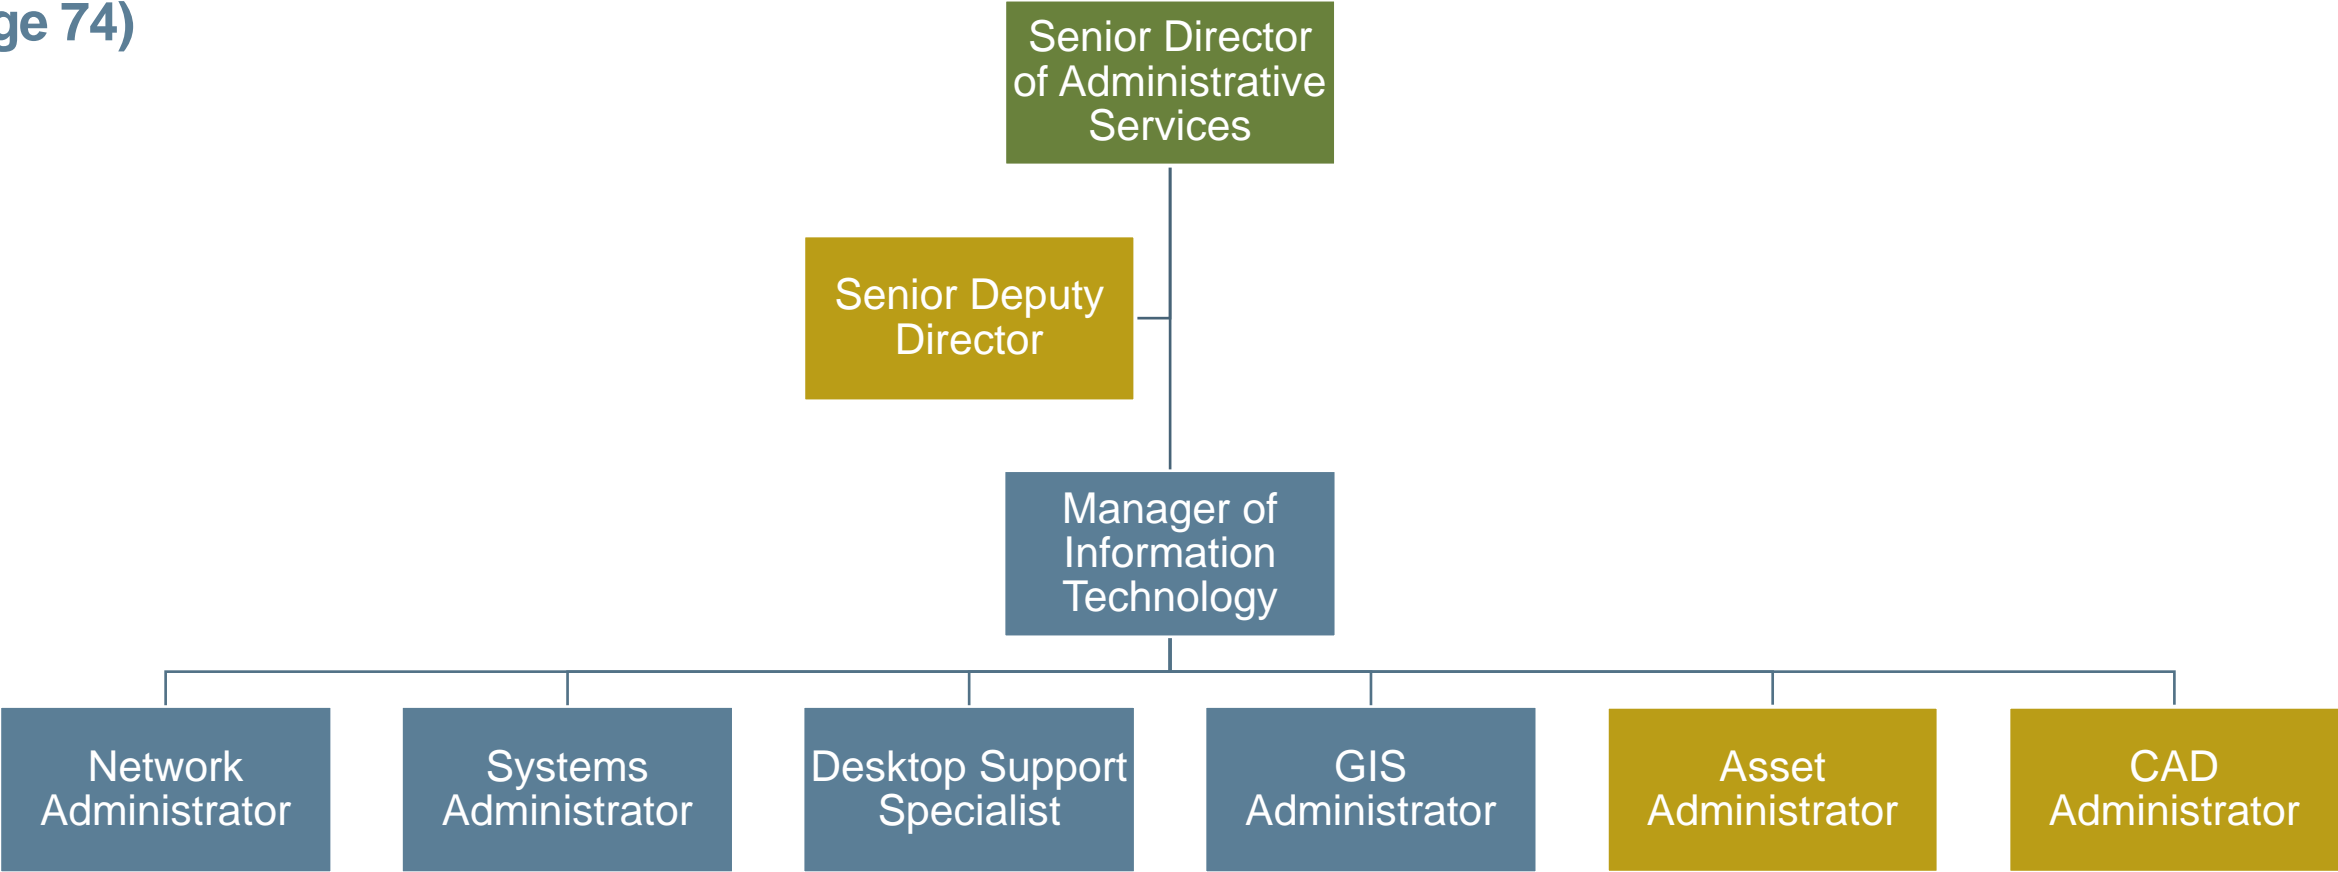 ge 74)
Senior Director
of Administrative
Services
Senior Deputy
Director
Manager of
Information
Technology
Network
Administrator
Systems
Administrator
Desktop Support
Specialist
GIS
Administrator
Asset
Administrator
CAD
Administrator